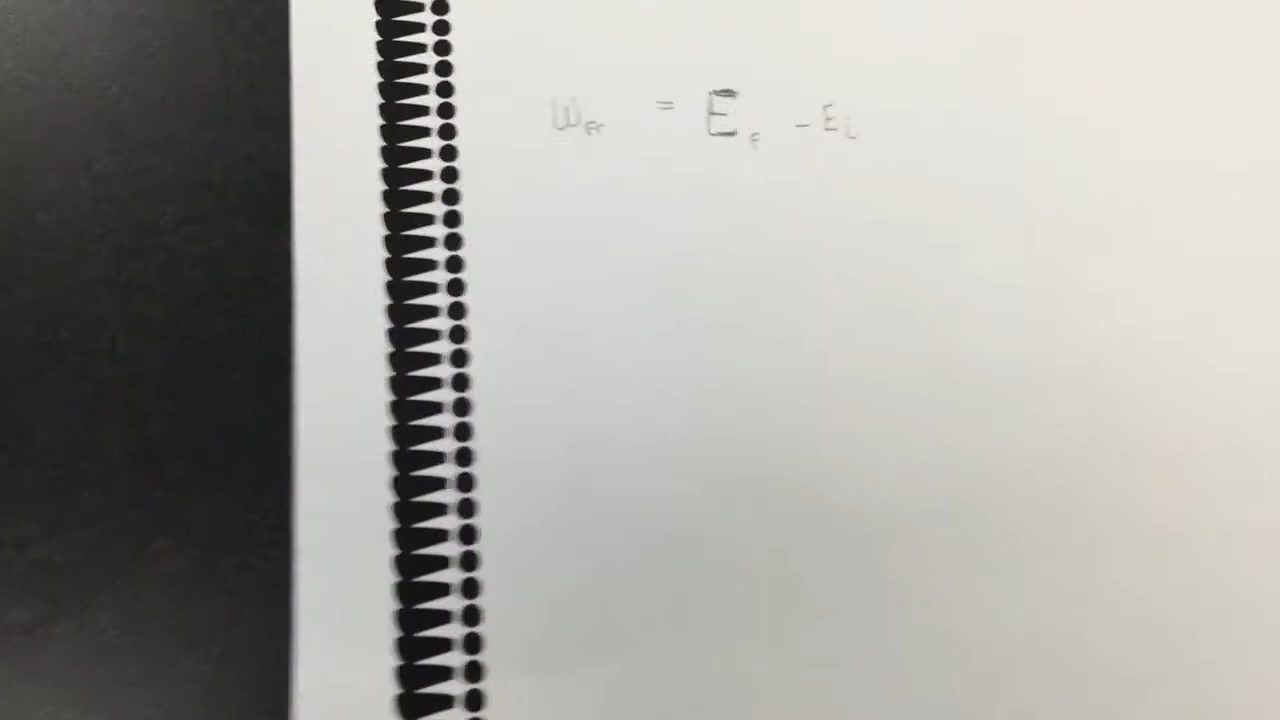 W_Fr = E_F - E_i